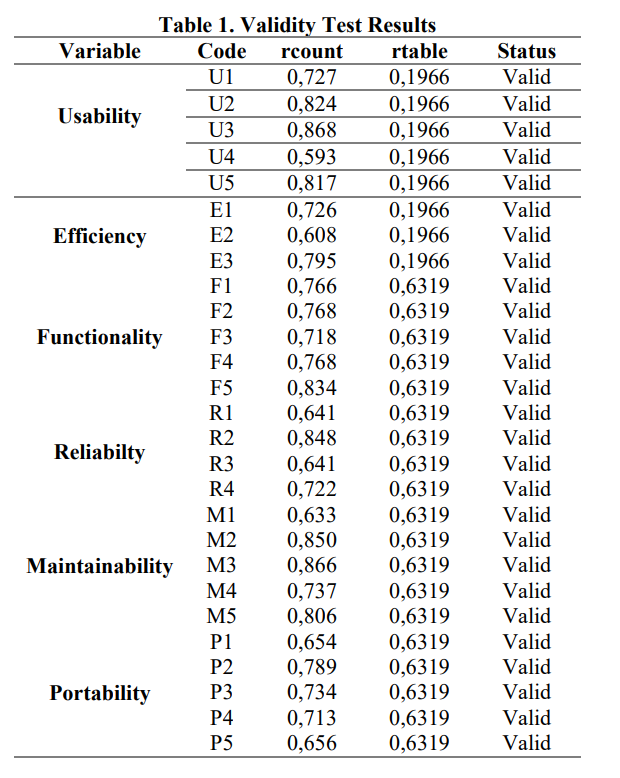 Table 1. Validity Test Results
Variable Code rcount rtable Status
U1 0,727 0,1966 Valid
U2 0,824 0,1966 Valid
Usability
U3 0,868 0,1966 Valid
U4 0,593 0,1966 Valid
U5 0,817 0,1966 Valid
E1 0,726 0,1966 Valid
Efficiency E2 0,608 0,1966 Valid
E3 0,795 0,1966 Valid
F1 0,766 0,6319 Valid
F2 0,768 0,6319 Valid
Functionality F3 0,718 0,6319 Valid
F4 0,768 0,6319 Valid
F5 0,834 0,6319 Valid
R1 0,641 0,6319 Valid
R2 0,848 0,6319 Valid
Reliabilty
R3 0,641 0,6319 Valid
R4 0,722 0,6319 Valid
M1 0,633 0,6319 Valid
M2 0,850 0,6319 Valid
Maintainability M3 0,866 0,6319 Valid
M4 0,737 0,6319 Valid
M5 0,806 0,6319 Valid
P1 0,654 0,6319 Valid
P2 0,789 0,6319 Valid
Portability P3 0,734 0,6319 Valid
P4 0,713 0,6319 Valid
P5 0,656 0,6319 Valid